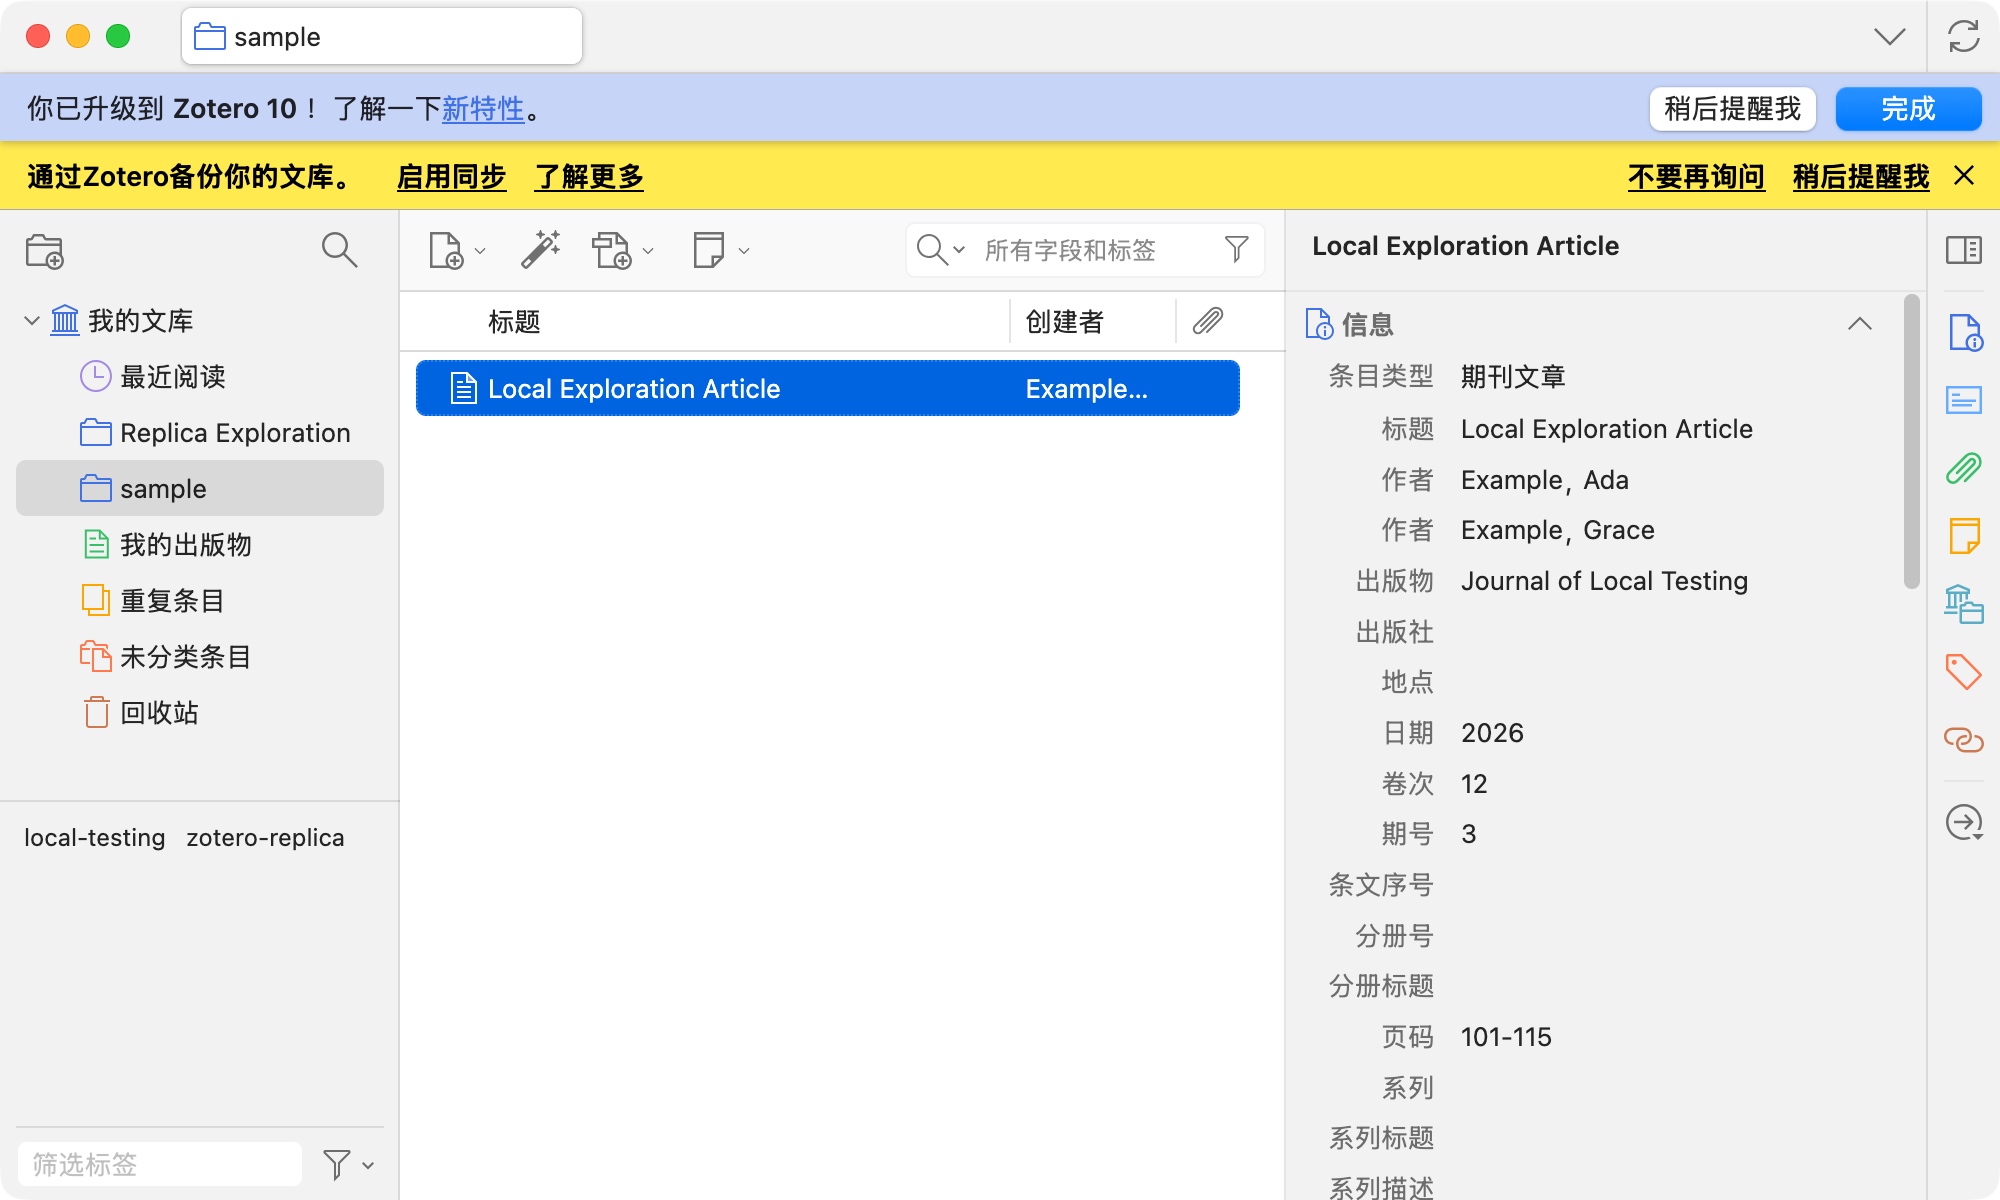 sample
你已升级到 Zotero 10！了解一下新特性。
稍后提醒我
完成
通过Zotero备份你的文库。 启用同步 了解更多
不要再询问 稍后提醒我
我的文库
最近阅读
Replica Exploration
sample
我的出版物
重复条目
未分类条目
回收站
local-testing zotero-replica
筛选标签
所有字段和标签
标题 创建者
Local Exploration Article Example...
Local Exploration Article
信息
条目类型 期刊文章
标题 Local Exploration Article
作者 Example, Ada
作者 Example, Grace
出版物 Journal of Local Testing
出版社
地点
日期 2026
卷次 12
期号 3
条文序号
分册号
分册标题
页码 101-115
系列
系列标题
系列描述